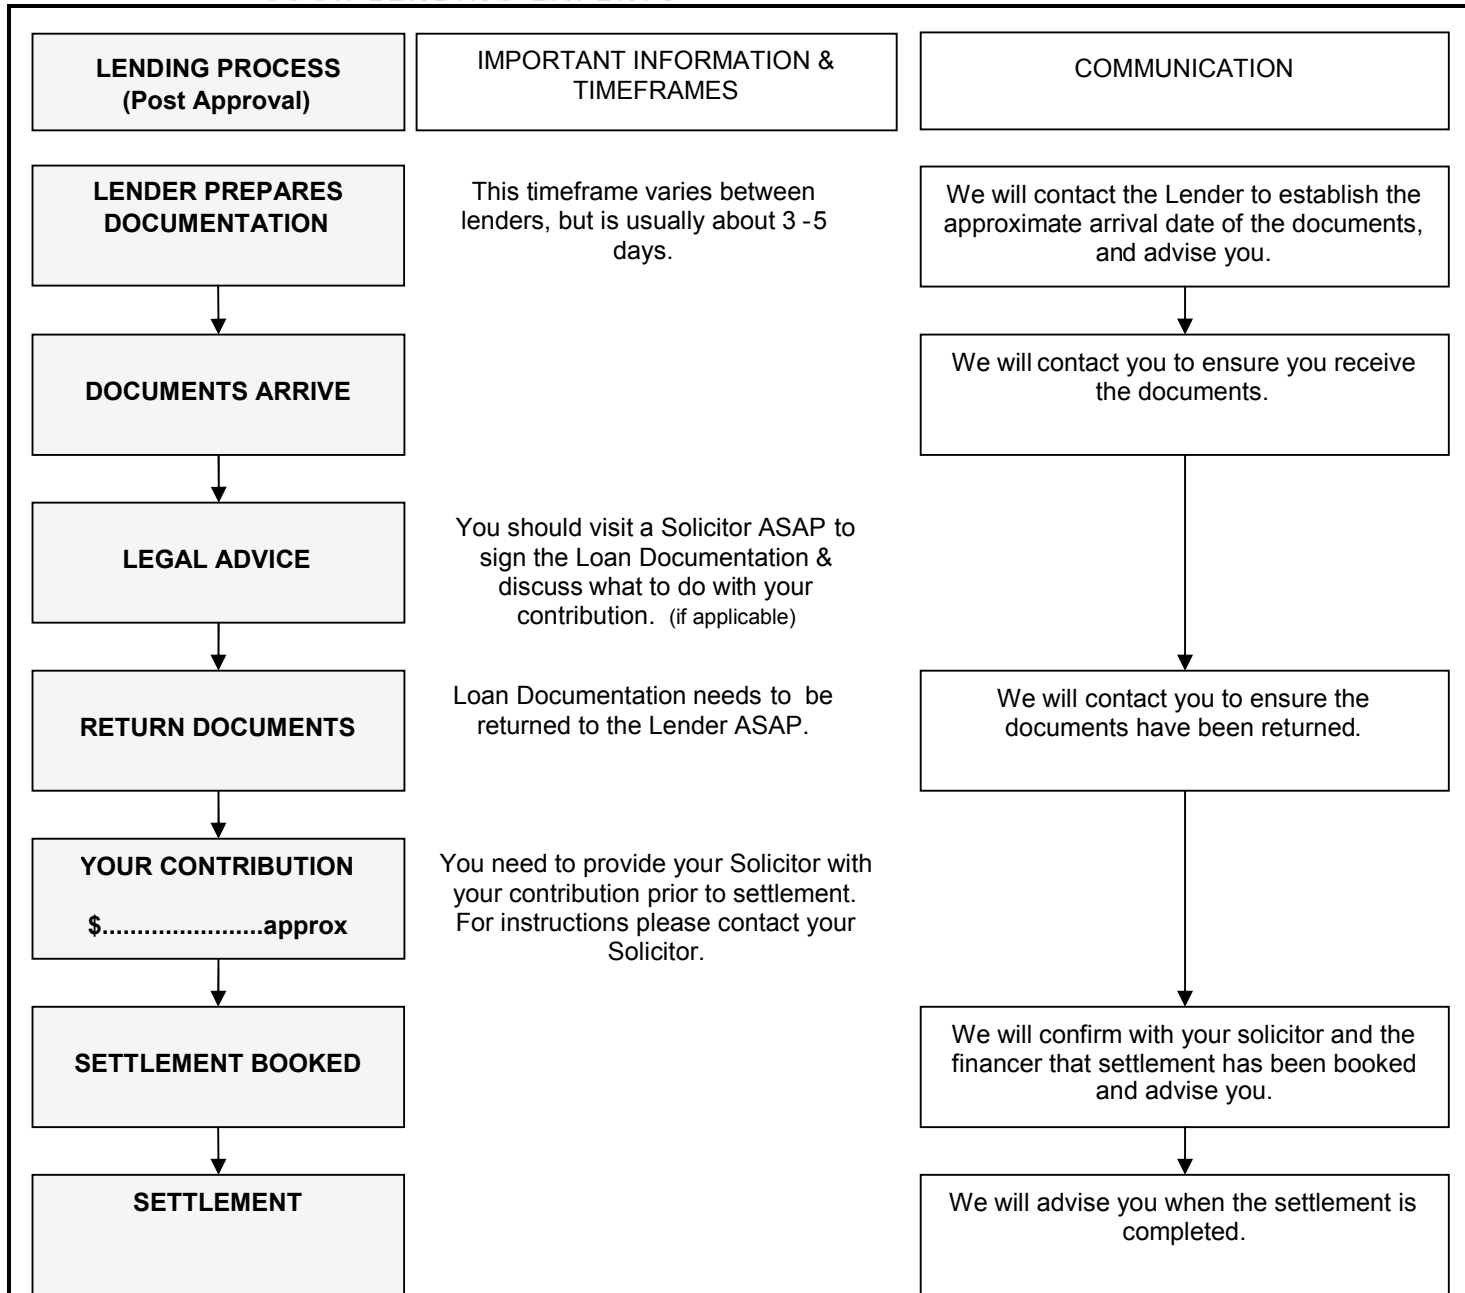 LENDING PROCESS
(Post Approval)
IMPORTANT INFORMATION &
TIMEFRAMES
COMMUNICATION
LENDER PREPARES
DOCUMENTATION
This timeframe varies between
lenders, but is usually about 3 -5
days.
We will contact the Lender to establish the
approximate arrival date of the documents,
and advise you.
DOCUMENTS ARRIVE
We will contact you to ensure you receive
the documents.
LEGAL ADVICE
You should visit a Solicitor ASAP to
sign the Loan Documentation &
discuss what to do with your
contribution. (if applicable)
RETURN DOCUMENTS
Loan Documentation needs to be
returned to the Lender ASAP.
We will contact you to ensure the
documents have been returned.
YOUR CONTRIBUTION
$.......................approx
You need to provide your Solicitor with
your contribution prior to settlement.
For instructions please contact your
Solicitor.
SETTLEMENT BOOKED
We will confirm with your solicitor and the
financer that settlement has been booked
and advise you.
SETTLEMENT
We will advise you when the settlement is
completed.